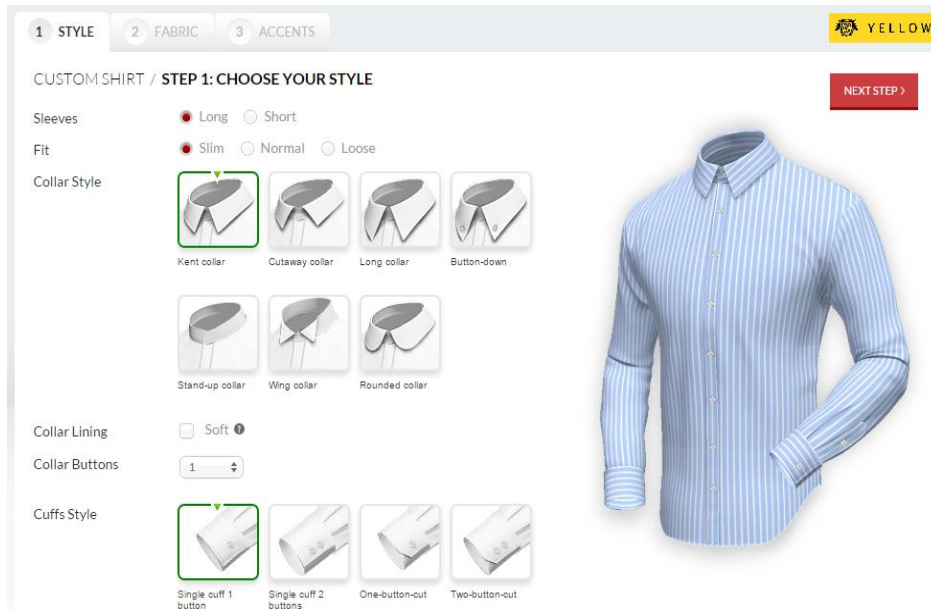 1 STYLE 2 FABRIC 3 ACCENTS
YELLOW
CUSTOM SHIRT / STEP 1: CHOOSE YOUR STYLE
NEXT STEP >
Sleeves Long Short
Fit Slim Normal Loose
Collar Style
Kent collar Cutaway collar Long collar Button-down
Stand-up collar Wing collar Rounded collar
Collar Lining Soft ?
Collar Buttons 1
Cuffs Style
Single cuff 1 button Single cuff 2 buttons One-button-cut Two-button-cut